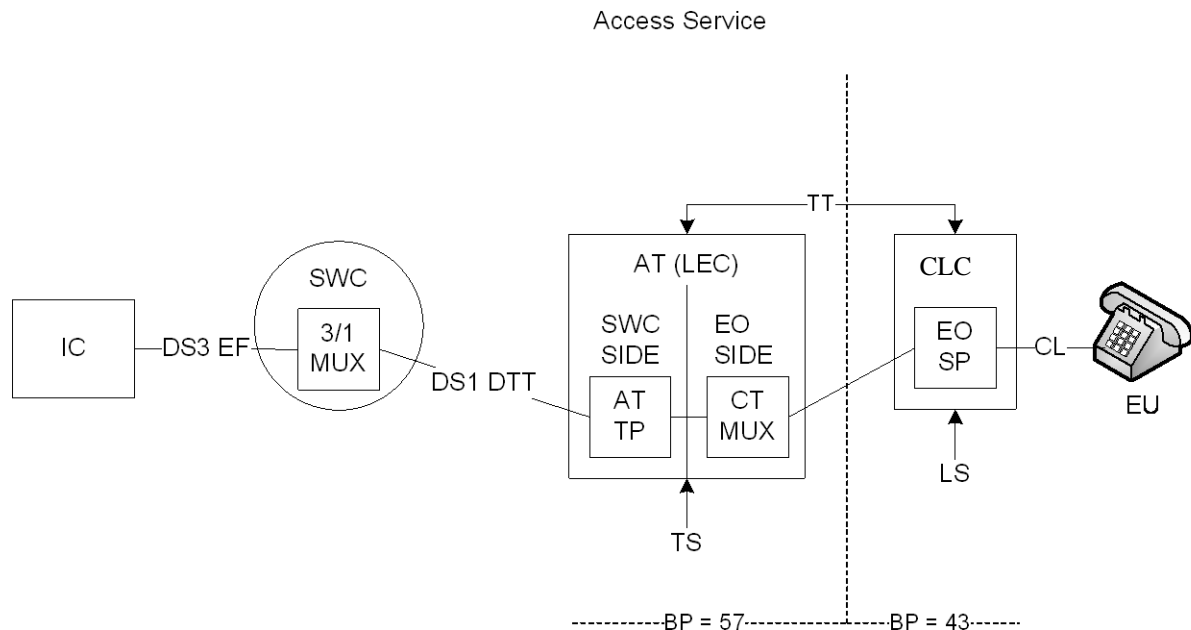 Access Service
TT
AT (LEC)
CLC
SWC
SWC
SIDE
EO
SIDE
IC
DS3 EF
3/1
MUX
DS1 DTT
AT
TP
CT
MUX
EO
SP
CL
EU
LS
TS
BP = 57
BP = 43